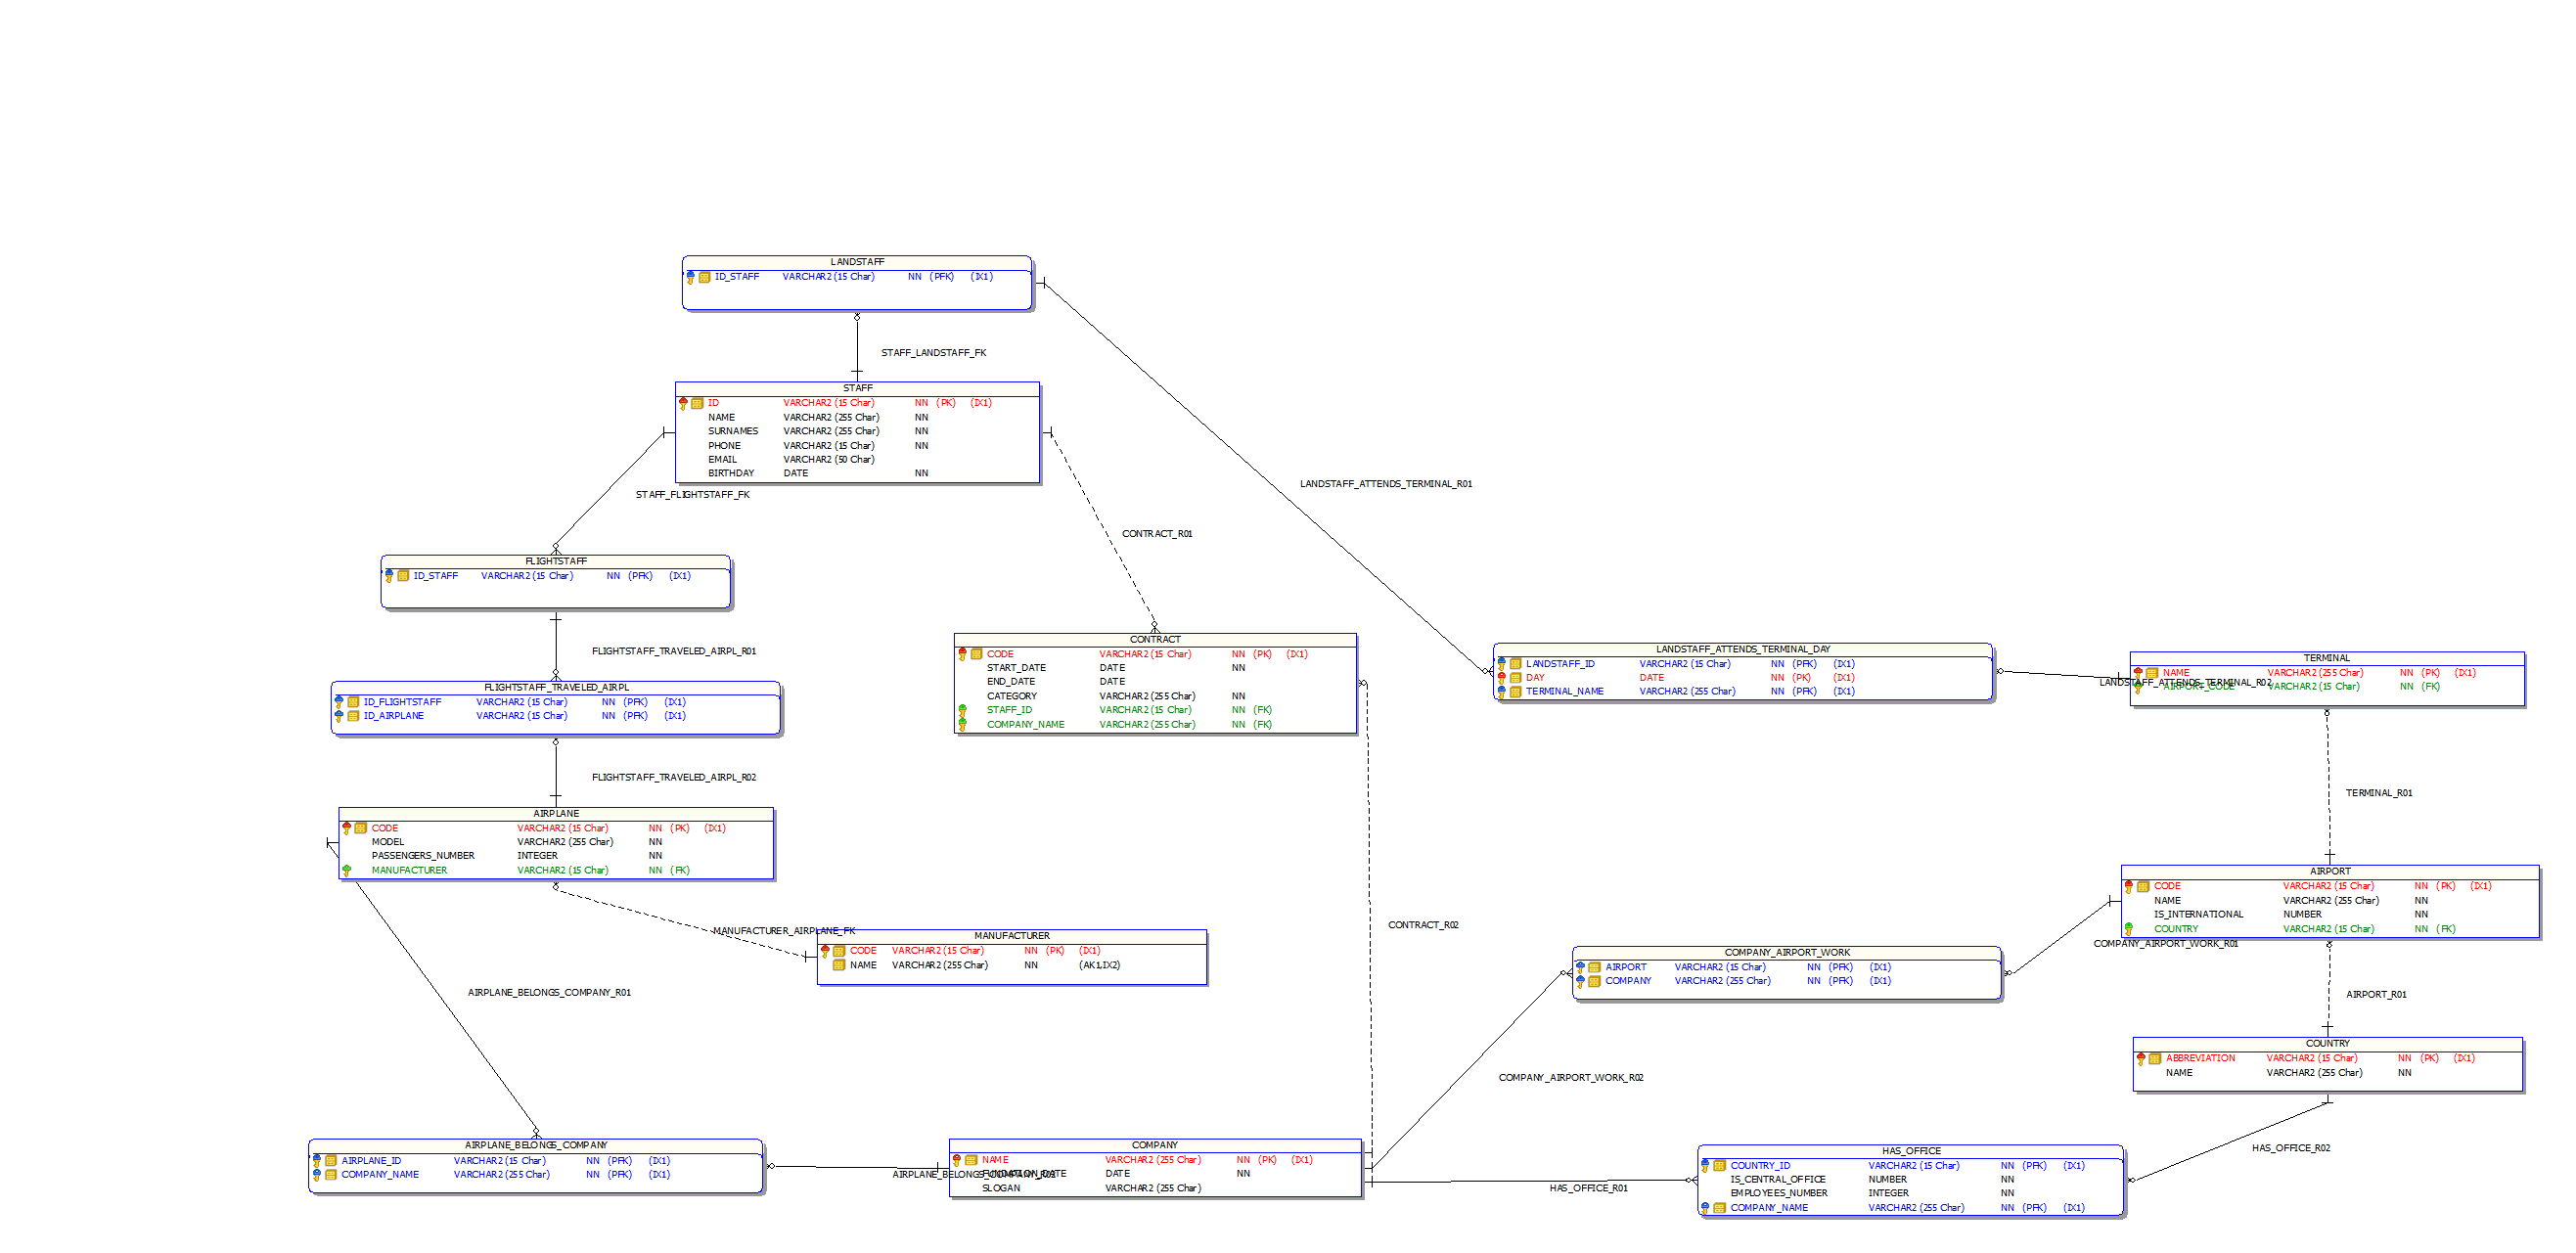 LANDSTAFF
ID_STAFF VARCHAR2 (15 Char) NN (PFK) (IX1)
STAFF_LANDSTAFF_FK
STAFF
ID VARCHAR2 (15 Char) NN (PK) (IX1)
NAME VARCHAR2 (255 Char) NN
SURNAMES VARCHAR2 (255 Char) NN
PHONE VARCHAR2 (15 Char) NN
EMAIL VARCHAR2 (50 Char)
BIRTHDAY DATE NN
STAFF_FLIGHTSTAFF_FK
LANDSTAFF_ATTENDS_TERMINAL_R01
CONTRACT_R01
FLIGHTSTAFF
ID_STAFF VARCHAR2 (15 Char) NN (PFK) (IX1)
FLIGHTSTAFF_TRAVELED_AIRPL_R01
FLIGHTSTAFF_TRAVELED_AIRPL
ID_FLIGHTSTAFF VARCHAR2 (15 Char) NN (PFK) (IX1)
ID_AIRPLANE VARCHAR2 (15 Char) NN (PFK) (IX1)
FLIGHTSTAFF_TRAVELED_AIRPL_R02
CONTRACT
CODE VARCHAR2 (15 Char) NN (PK) (IX1)
START_DATE DATE NN
END_DATE DATE
CATEGORY VARCHAR2 (255 Char) NN
STAFF_ID VARCHAR2 (15 Char) NN (FK)
COMPANY_NAME VARCHAR2 (255 Char) NN (FK)
LANDSTAFF_ATTENDS_TERMINAL_DAY
LANDSTAFF_ID VARCHAR2 (15 Char) NN (PFK) (IX1)
DAY DATE NN (PK) (IX1)
TERMINAL_NAME VARCHAR2 (255 Char) NN (PFK) (IX1)
TERMINAL
NAME VARCHAR2 (255 Char) NN (PK) (IX1)
LANDSTAFF_ATTENDS_TERMINAL_R02
AIRPORT_CODE VARCHAR2 (15 Char) NN (FK)
TERMINAL_R01
AIRPLANE
CODE VARCHAR2 (15 Char) NN (PK) (IX1)
MODEL VARCHAR2 (255 Char) NN
PASSENGERS_NUMBER INTEGER NN
MANUFACTURER VARCHAR2 (15 Char) NN (FK)
MANUFACTURER_AIRPLANE_FK
MANUFACTURER
CODE VARCHAR2 (15 Char) NN (PK) (IX1)
NAME VARCHAR2 (255 Char) NN (AK1,IX2)
CONTRACT_R02
AIRPORT
CODE VARCHAR2 (15 Char) NN (PK) (IX1)
NAME VARCHAR2 (255 Char) NN
IS_INTERNATIONAL NUMBER NN
COUNTRY VARCHAR2 (15 Char) NN (FK)
COMPANY_AIRPORT_WORK_R01
COMPANY_AIRPORT_WORK
AIRPORT VARCHAR2 (15 Char) NN (PFK) (IX1)
COMPANY VARCHAR2 (255 Char) NN (PFK) (IX1)
AIRPLANE_BELONGS_COMPANY_R01
AIRPORT_R01
COUNTRY
ABBREVIATION VARCHAR2 (15 Char) NN (PK) (IX1)
NAME VARCHAR2 (255 Char) NN
COMPANY_AIRPORT_WORK_R02
AIRPLANE_BELONGS_COMPANY
AIRPLANE_ID VARCHAR2 (15 Char) NN (PFK) (IX1)
COMPANY_NAME VARCHAR2 (255 Char) NN (PFK) (IX1)
COMPANY
NAME VARCHAR2 (255 Char) NN (PK) (IX1)
AIRPLANE_BELONGS_COMPANY_R02
DATE NN
SLOGAN VARCHAR2 (255 Char)
HAS_OFFICE_R01
HAS_OFFICE
COUNTRY_ID VARCHAR2 (15 Char) NN (PFK) (IX1)
IS_CENTRAL_OFFICE NUMBER NN
EMPLOYEES_NUMBER INTEGER NN
COMPANY_NAME VARCHAR2 (255 Char) NN (PFK) (IX1)
HAS_OFFICE_R02